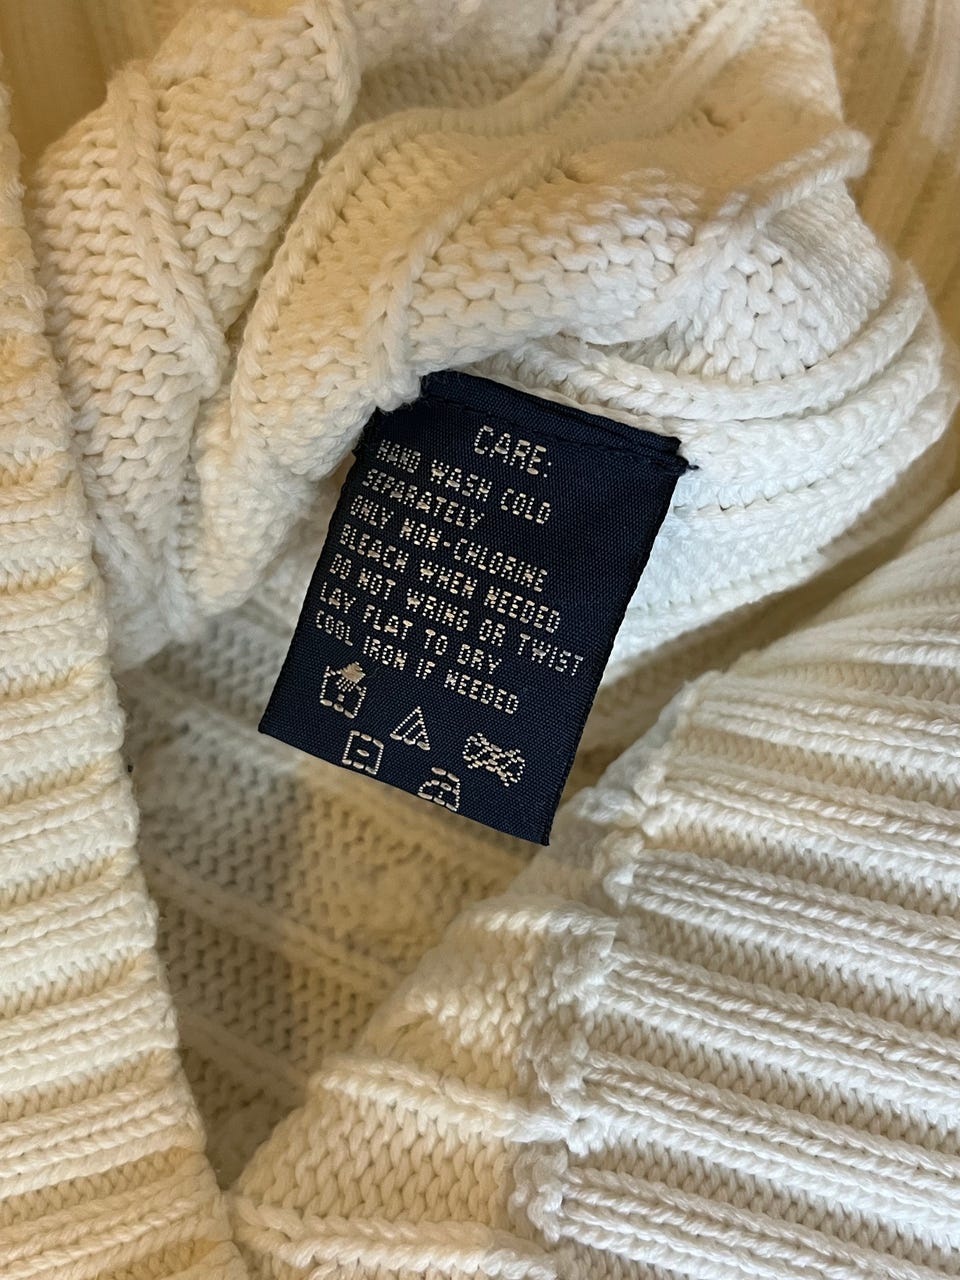 CARE:
HAND WASH COLD
SEPARATELY
ONLY NON-CHLORINE
BLEACH WHEN NEEDED
DO NOT WRING OR TWIST
LAY FLAT TO DRY
COOL IRON IF NEEDED